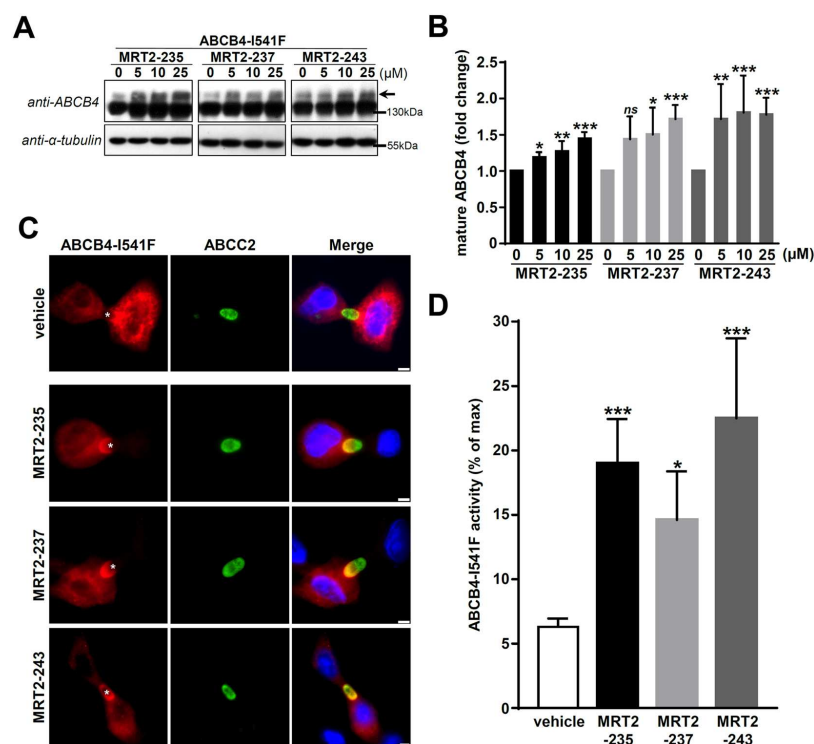 A
ABCB4-I541F
MRT2-235 MRT2-237 MRT2-243
0 5 10 25 0 5 10 25 0 5 10 25 (µM)
anti-ABCB4
130kDa
anti-α-tubulin
55kDa
B
mature ABCB4 (fold change)
2.5
2.0
1.5
1.0
0.5
0
* ** *** ns * *** ** *** ***
0 5 10 25 0 5 10 25 0 5 10 25 (µM)
MRT2-235 MRT2-237 MRT2-243
C
ABCB4-I541F ABCC2 Merge
vehicle
*
MRT2-235
*
MRT2-237
*
MRT2-243
*
D
ABCB4-I541F activity (% of max)
30
25
20
15
10
5
0
*** * ***
vehicle MRT2 MRT2 MRT2
-235 -237 -243